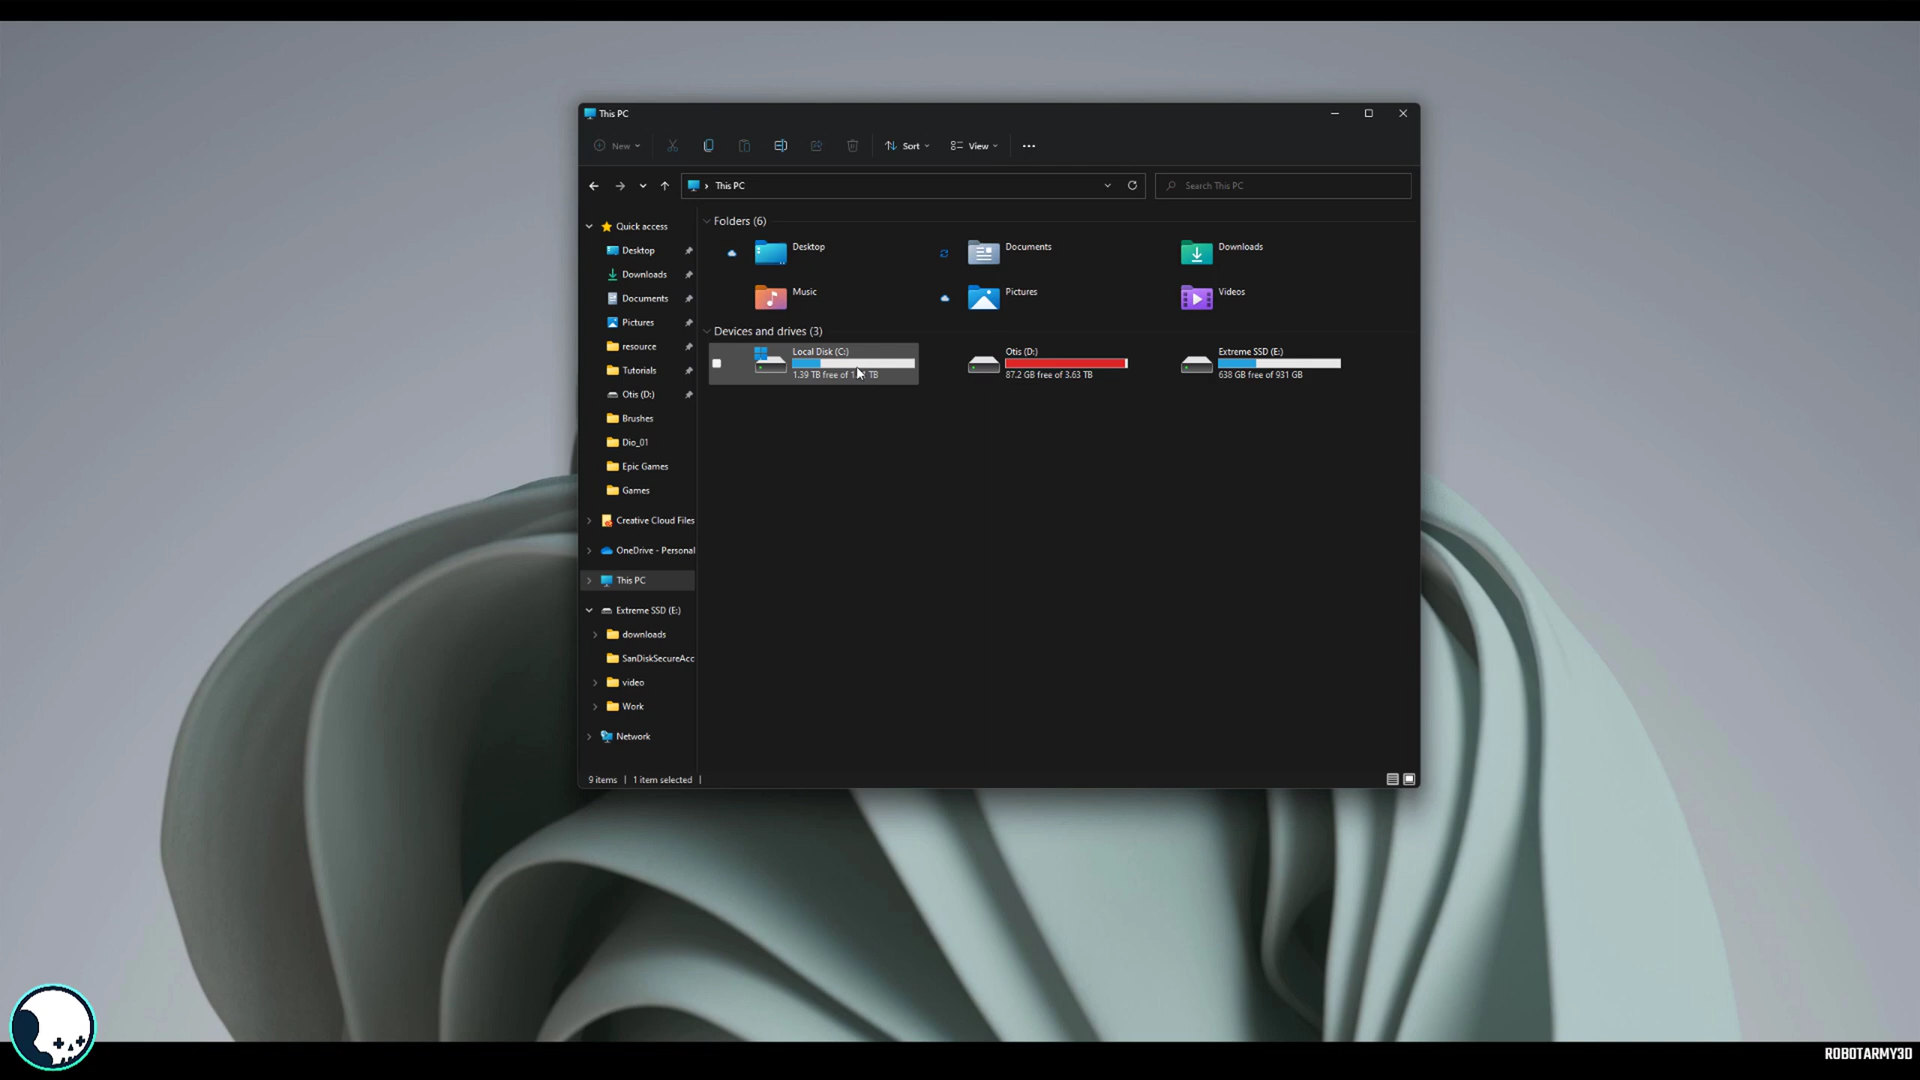 This PC
New
Sort
View
This PC
Search This PC
Quick access
Desktop
Downloads
Documents
Pictures
resource
Tutorials
Otis (D:)
Brushes
Dio_01
Epic Games
Games
Creative Cloud Files
OneDrive - Personal
This PC
Extreme SSD (E:)
downloads
SanDiskSecureAcc
video
Work
Network
Folders (6)
Desktop
Documents
Downloads
Music
Pictures
Videos
Devices and drives (3)
Local Disk (C:)
1.39 TB free of TB
Otis (D:)
87.2 GB free of 3.63 TB
Extreme SSD (E:)
638 GB free of 931 GB
9 items
1 item selected
ROBOTARMY3D